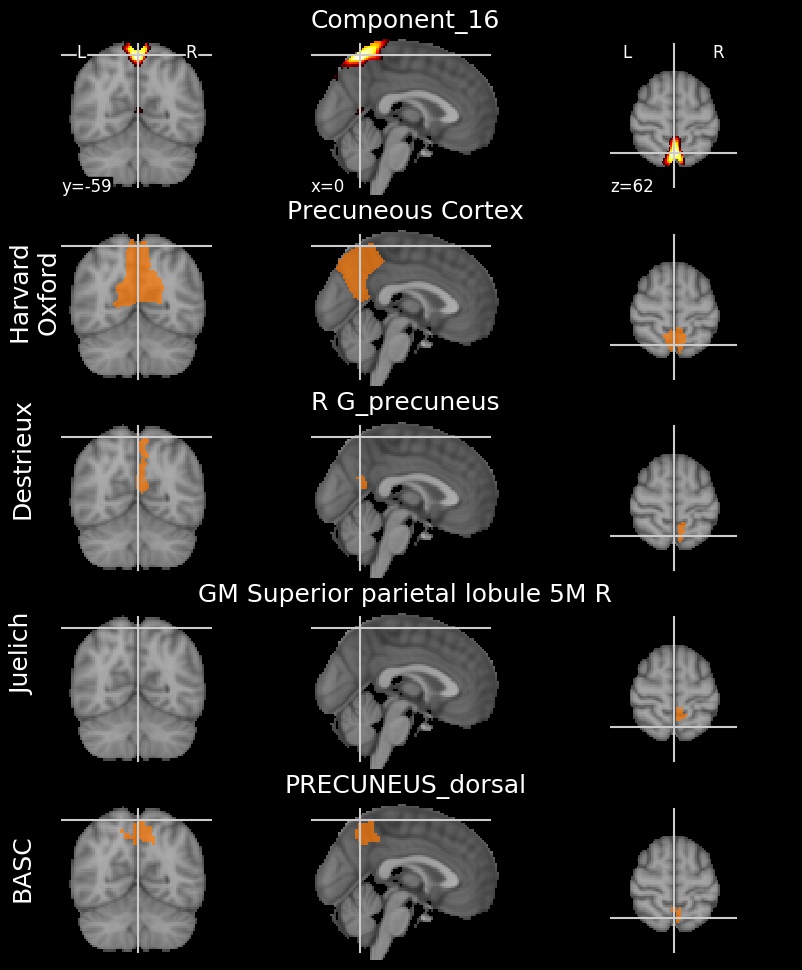 Component_16
L R
L R
y=-59 x=0 z=62
Precuneous Cortex
Harvard
Oxford
R G_precuneus
Destrieux
GM Superior parietal lobule 5M R
Juelich
PRECUNEUS_dorsal
BASC